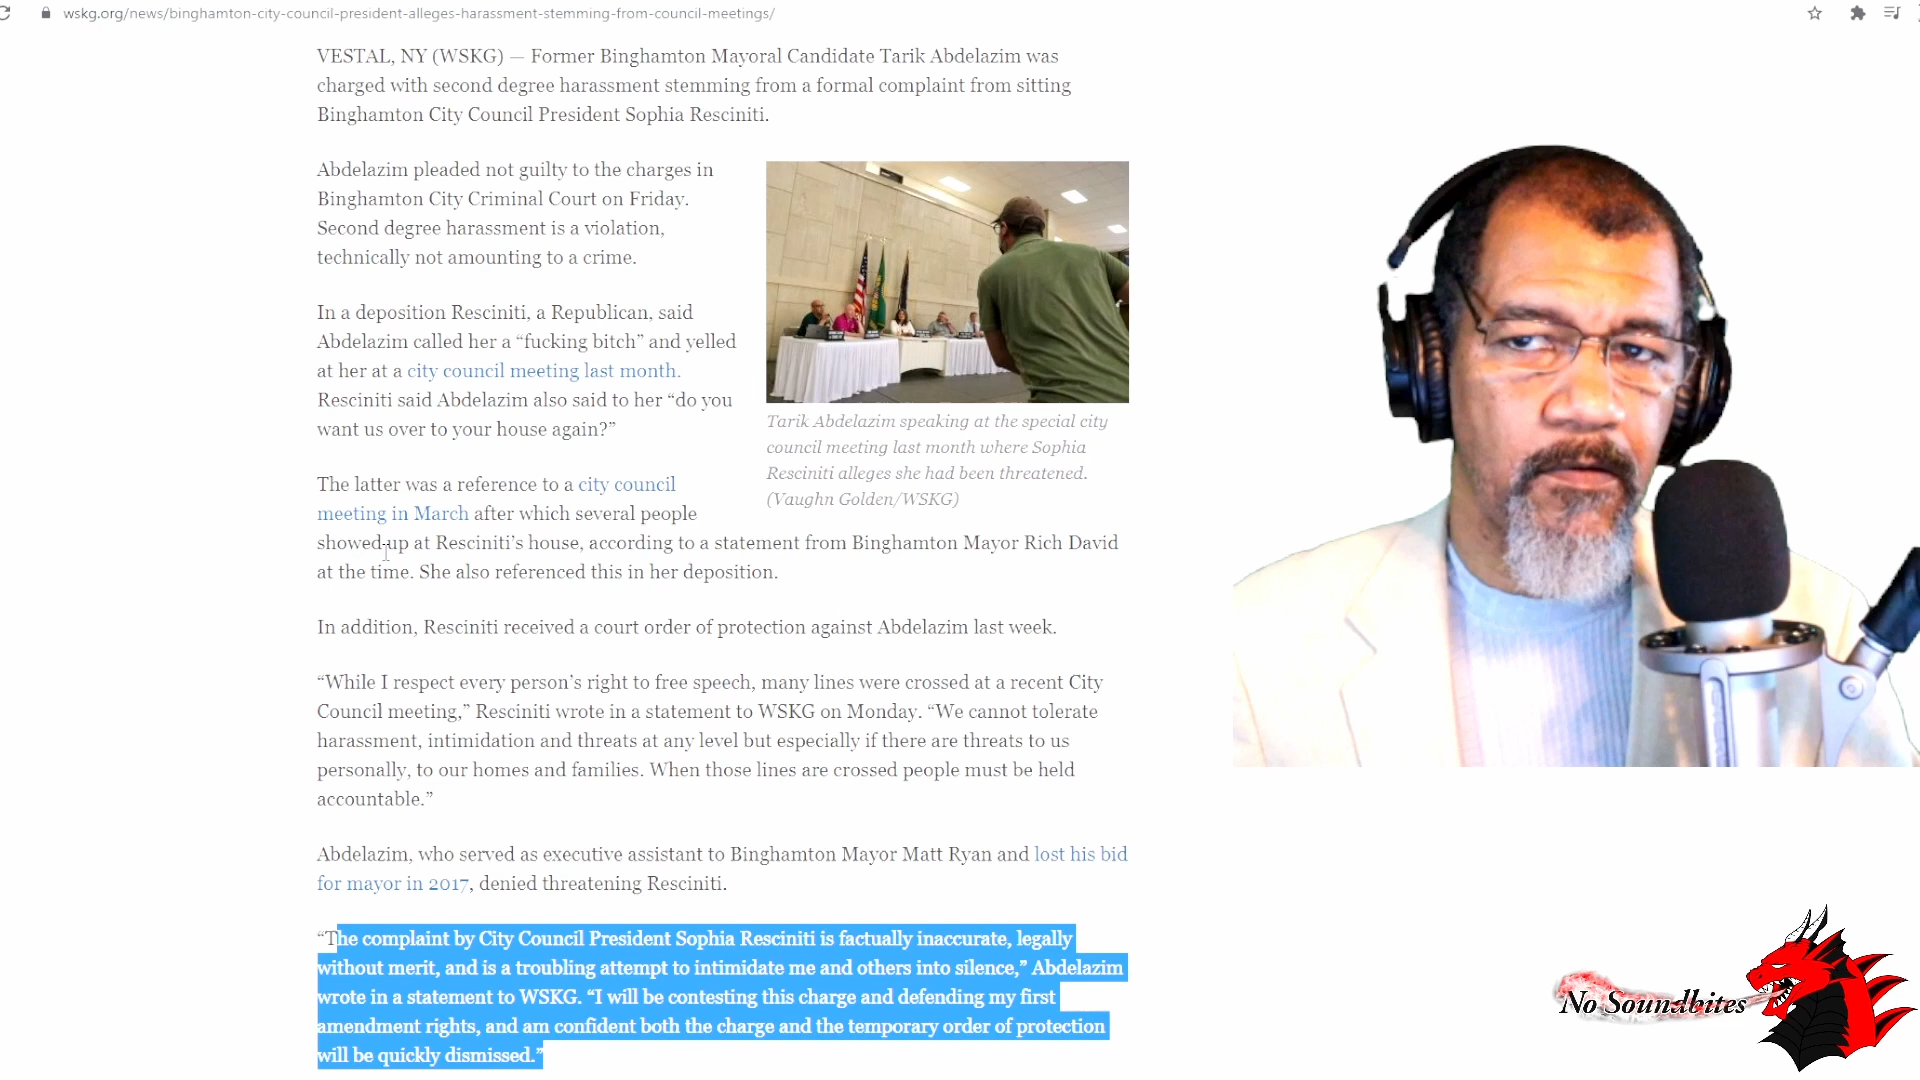 wskg.org/news/binghamton-city-council-president-alleges-harassment-stemming-from-council-meetings/
VESTAL, NY (WSKG) — Former Binghamton Mayoral Candidate Tarik Abdelazim was
charged with second degree harassment stemming from a formal complaint from sitting
Binghamton City Council President Sophia Resciniti.
Abdelazim pleaded not guilty to the charges in
Binghamton City Criminal Court on Friday.
Second degree harassment is a violation,
technically not amounting to a crime.
In a deposition Resciniti, a Republican, said
Abdelazim called her a “fucking bitch” and yelled
at her at a city council meeting last month.
Resciniti said Abdelazim also said to her “do you
want us over to your house again?”
Tarik Abdelazim speaking at the special city
council meeting last month where Sophia
Resciniti alleges she had been threatened.
(Vaughn Golden/WSKG)
The latter was a reference to a city council
meeting in March after which several people
showed up at Resciniti’s house, according to a statement from Binghamton Mayor Rich David
at the time. She also referenced this in her deposition.
In addition, Resciniti received a court order of protection against Abdelazim last week.
“While I respect every person’s right to free speech, many lines were crossed at a recent City
Council meeting,” Resciniti wrote in a statement to WSKG on Monday. “We cannot tolerate
harassment, intimidation and threats at any level but especially if there are threats to us
personally, to our homes and families. When those lines are crossed people must be held
accountable.”
Abdelazim, who served as executive assistant to Binghamton Mayor Matt Ryan and lost his bid
for mayor in 2017, denied threatening Resciniti.
“The complaint by City Council President Sophia Resciniti is factually inaccurate, legally
without merit, and is a troubling attempt to intimidate me and others into silence,” Abdelazim
wrote in a statement to WSKG. “I will be contesting this charge and defending my first
amendment rights, and am confident both the charge and the temporary order of protection
will be quickly dismissed.”
No Soundbites